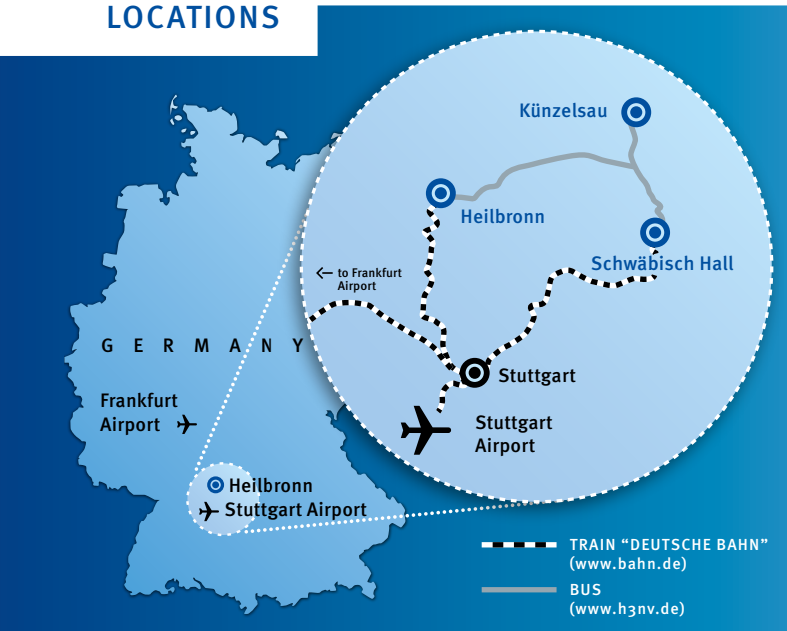 LOCATIONS
Künzelsau
Heilbronn
Schwäbisch Hall
← to Frankfurt
Airport
GERMANY
Stuttgart
Frankfurt
Airport
Stuttgart
Airport
Heilbronn
Stuttgart Airport
TRAIN “DEUTSCHE BAHN”
(www.bahn.de)
BUS
(www.h3nv.de)